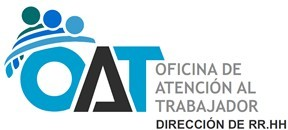 OAT
OFICINA DE
ATENCIÓN AL
TRABAJADOR
DIRECCIÓN DE RR.HH